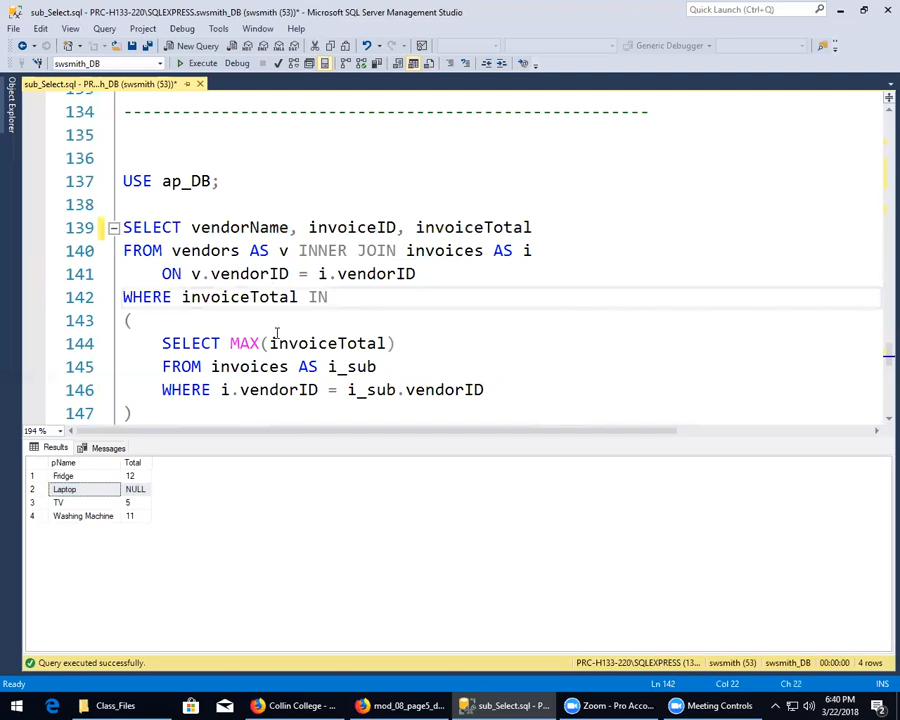 sub_Select.sql - PRC-H133-220\SQLEXPRESS.swsmith_DB (swsmith (53))* - Microsoft SQL Server Management Studio
Quick Launch (Ctrl+Q)
File Edit View Query Project Debug Tools Window Help
New Query
Generic Debugger
swsmith_DB Execute Debug
sub_Select.sql - PR...h_DB (swsmith (53))*
Object Explorer
134 ------------------------------------------------------
135
136
137 USE ap_DB;
138
139 SELECT vendorName, invoiceID, invoiceTotal
140 FROM vendors AS v INNER JOIN invoices AS i
141 ON v.vendorID = i.vendorID
142 WHERE invoiceTotal IN
143 (
144 SELECT MAX(invoiceTotal)
145 FROM invoices AS i_sub
146 WHERE i.vendorID = i_sub.vendorID
147 )
194 %
Results Messages
pName Total
1 Fridge 12
2 Laptop NULL
3 TV 5
4 Washing Machine 11
Query executed successfully. PRC-H133-220\SQLEXPRESS (13... swsmith (53) swsmith_DB 00:00:00 4 rows
Ready Ln 142 Col 22 Ch 22 INS
Class_Files Collin College - ... mod_08_page5_d... sub_Select.sql - P... Zoom - Pro Acco... Meeting Controls 6:40 PM
3/22/2018 2